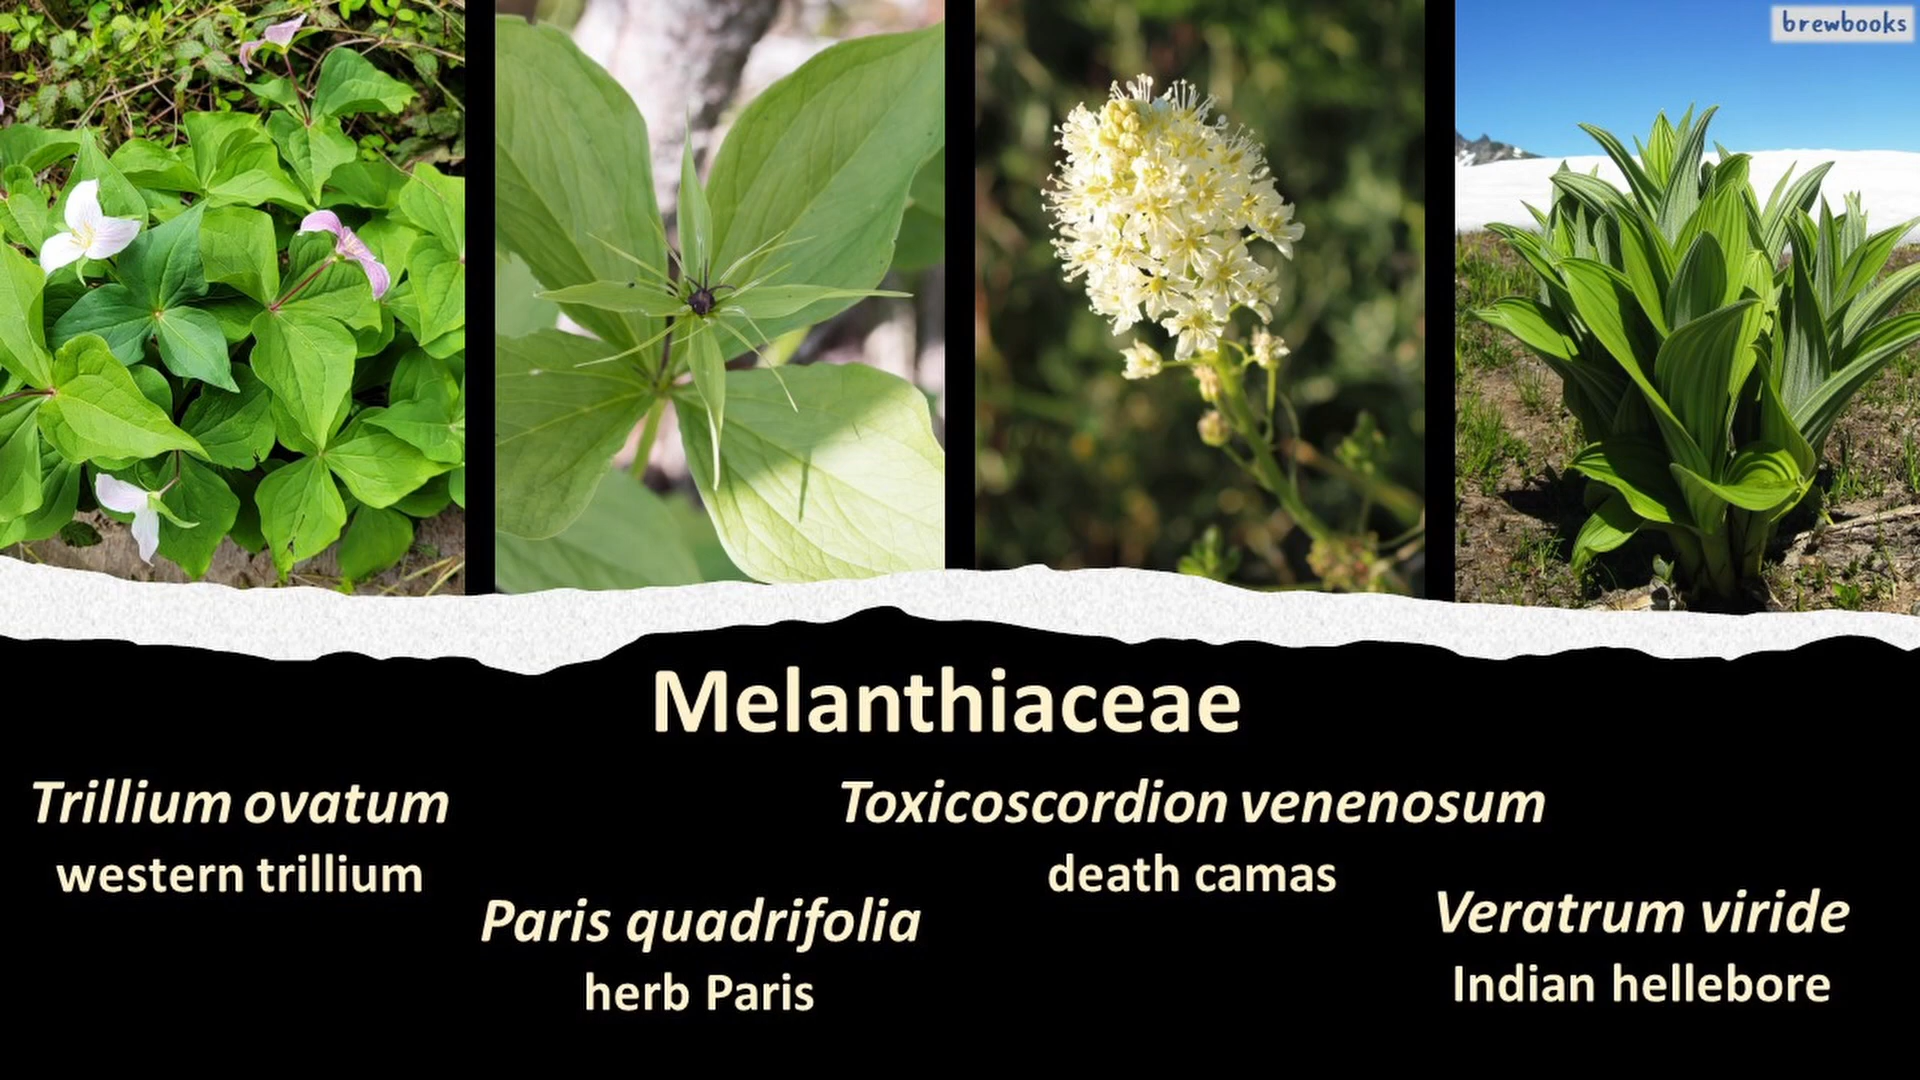 brewbooks
Melanthiaceae
Trillium ovatum
western trillium
Paris quadrifolia
herb Paris
Toxicoscordion venenosum
death camas
Veratrum viride
Indian hellebore